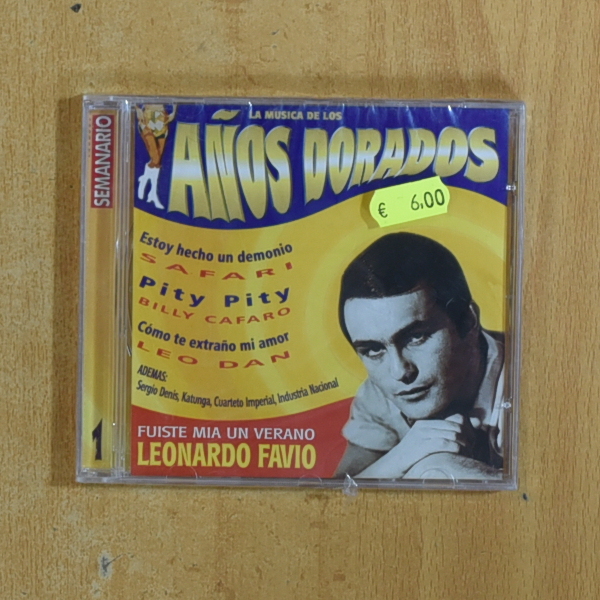 SEMANARIO
1
LA MUSICA DE LOS
AÑOS DORADOS
€ 6,00
Estoy hecho un demonio
SAFARI
Pity Pity
BILLY CAFARO
Cómo te extraño mi amor
LEO DAN
ADEMAS:
Sergio Denis, Katunga, Cuarteto Imperial, Industria Nacional
FUISTE MIA UN VERANO
LEONARDO FAVIO